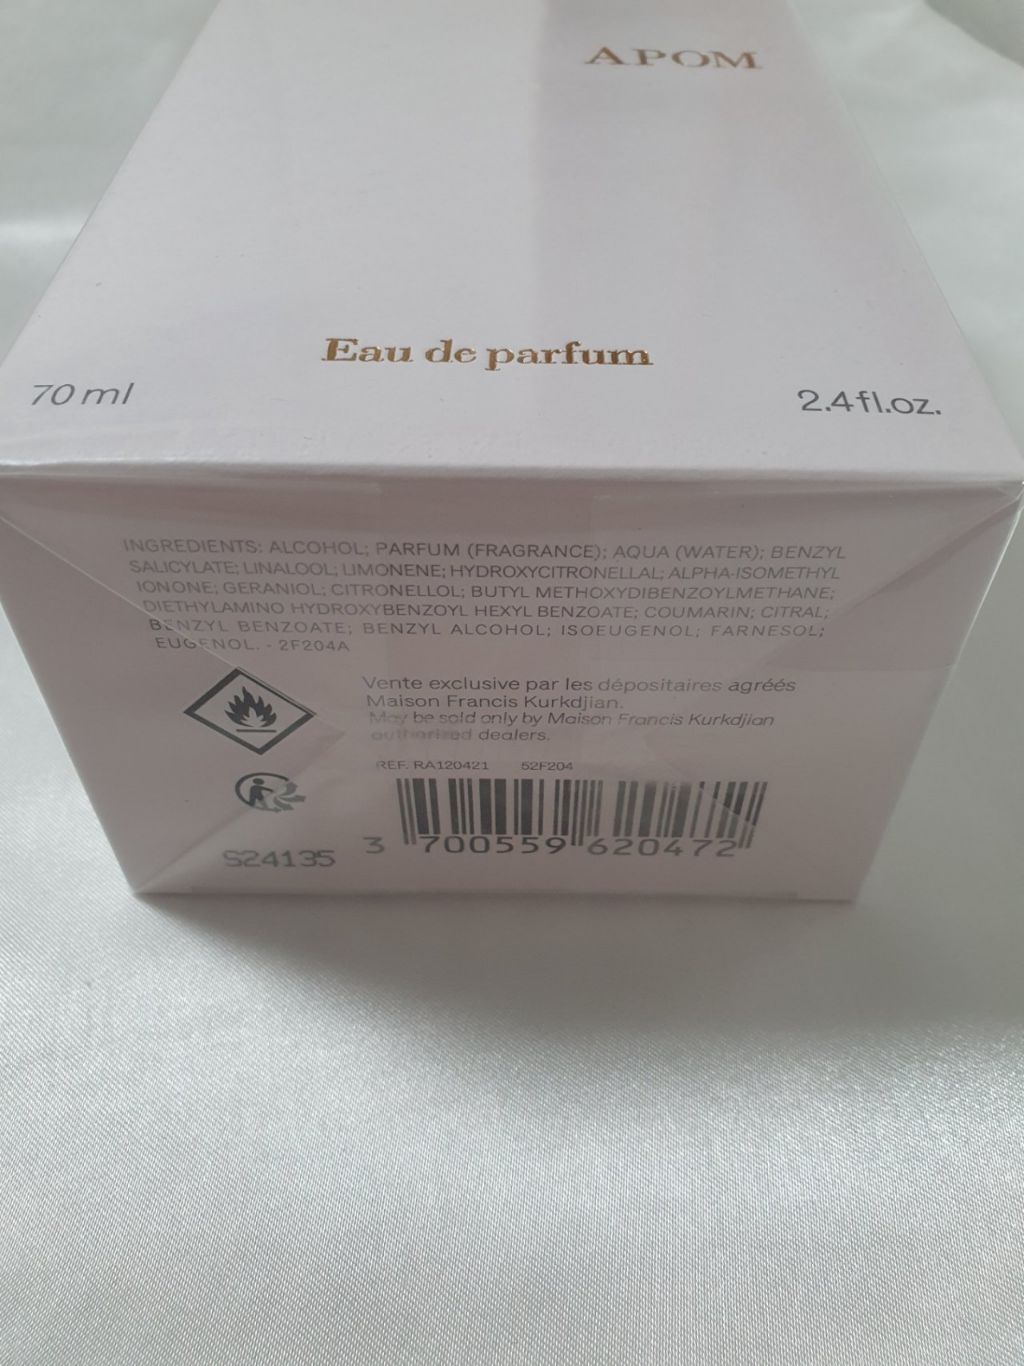 APOM
Eau de parfum
70 ml
2.4 fl.oz.
INGREDIENTS: ALCOHOL; PARFUM (FRAGRANCE); AQUA (WATER); BENZYL
SALICYLATE; LINALOOL; LIMONENE; HYDROXYCITRONELLAL; ALPHA-ISOMETHYL
IONONE; GERANIOL; CITRONELLOL; BUTYL METHOXYDIBENZOYLMETHANE;
DIETHYLAMINO HYDROXYBENZOYL HEXYL BENZOATE; COUMARIN; CITRAL;
BENZYL BENZOATE; BENZYL ALCOHOL; ISOEUGENOL; FARNESOL;
EUGENOL. - 2F204A
Vente exclusive par les dépositaires agréés
Maison Francis Kurkdjian.
May be sold only by Maison Francis Kurkdjian
authorized dealers.
REF. RA120421 52F204
3 700559 620472
S24135